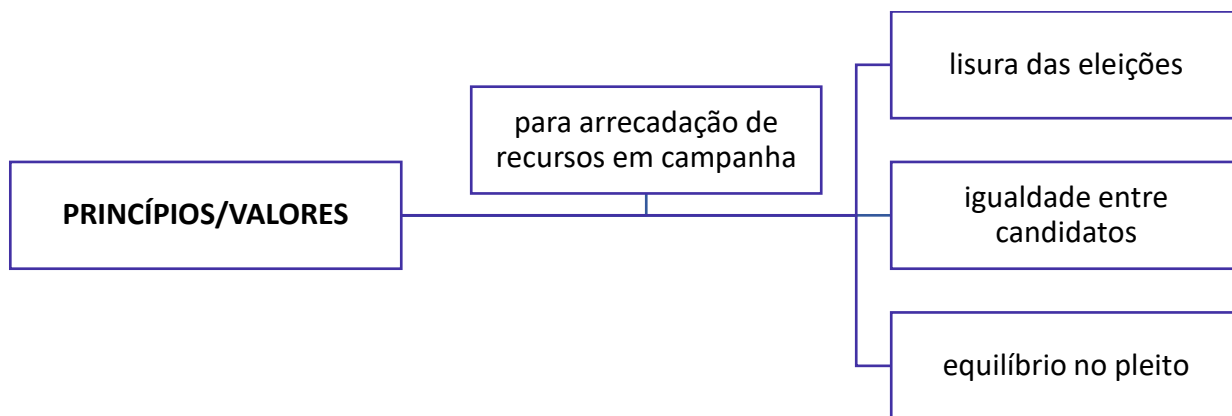 PRINCÍPIOS/VALORES
para arrecadação de
recursos em campanha
lisura das eleições
igualdade entre
candidatos
equilíbrio no pleito